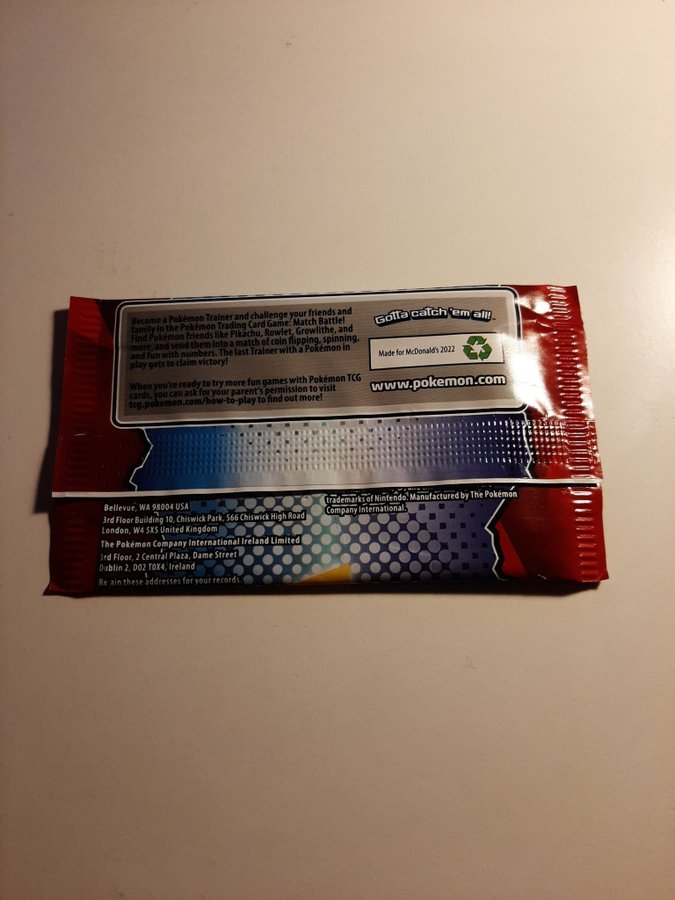 Become a Pokémon Trainer and challenge your friends and
family in the Pokémon Trading Card Game: Match Battle!
Find Pokémon friends like Pikachu, Rowlet, Growlithe, and
more, and send them into a match of coin flipping, spinning,
and fun with numbers. The last Trainer with a Pokémon in
play gets to claim victory!
When you're ready to try more fun games with Pokémon TCG
cards, you can ask for your parent's permission to visit
tcg.pokemon.com/how-to-play to find out more!
Gotta catch 'em all!™
Made for McDonald's 2022
www.pokemon.com
Bellevue, WA 98004 USA
3rd Floor Building 10, Chiswick Park, 566 Chiswick High Road
London, W4 5XS United Kingdom
The Pokémon Company International Ireland Limited
3rd Floor, 2 Central Plaza, Dame Street
Dublin 2, D02 T0X4, Ireland
Re ain these addresses for your records.
trademarks of Nintendo. Manufactured by The Pokémon
Company International.